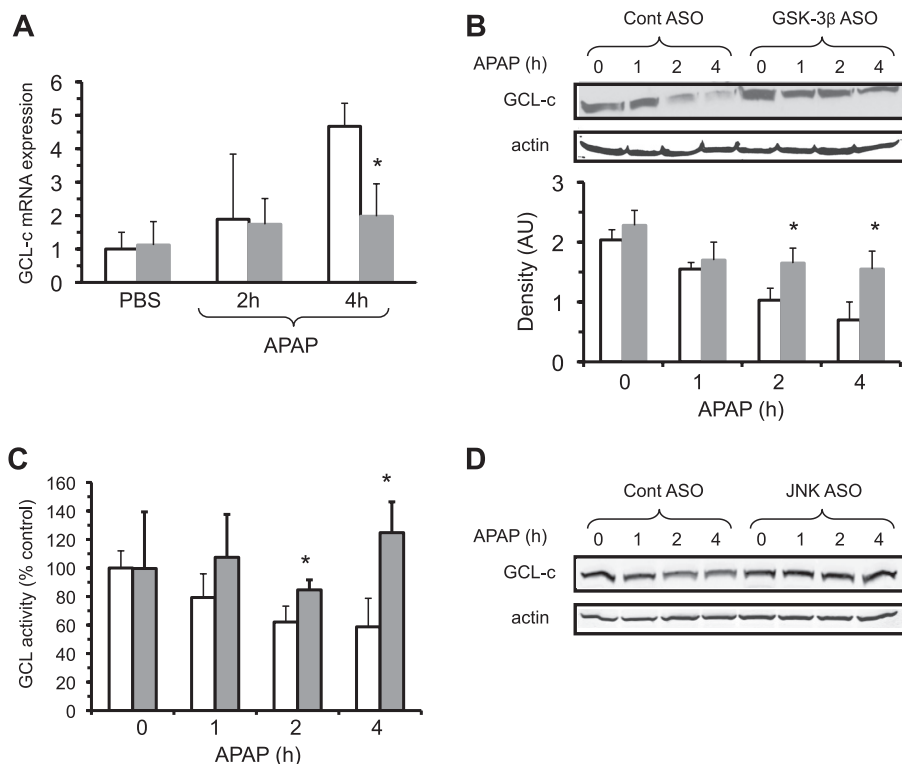 A
GCL-c mRNA expression
6
5
4
3
2
1
0
*
PBS 2h 4h
APAP
B
Cont ASO GSK-3β ASO
APAP (h) 0 1 2 4 0 1 2 4
GCL-c
actin
Density (AU)
3
2
1
0
* *
0 1 2 4
APAP (h)
C
GCL activity (% control)
160
140
120
100
80
60
40
20
0
* *
0 1 2 4
APAP (h)
D
Cont ASO JNK ASO
APAP (h) 0 1 2 4 0 1 2 4
GCL-c
actin